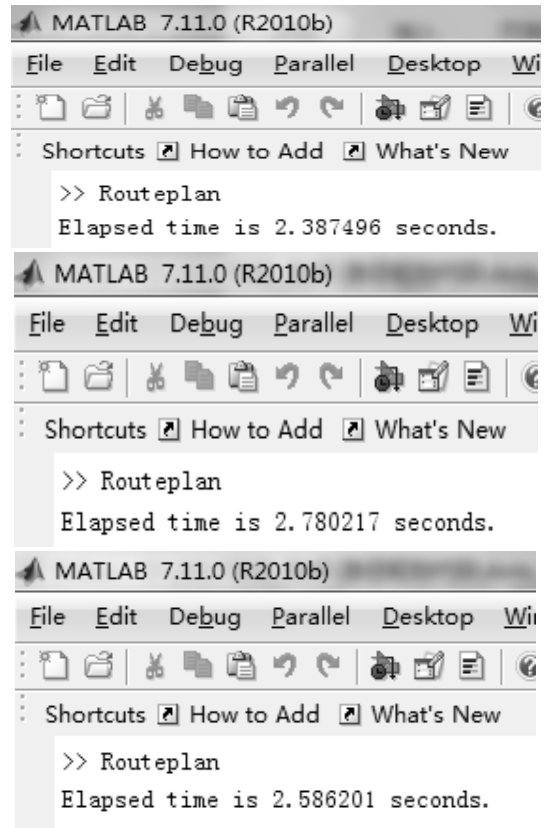 MATLAB 7.11.0 (R2010b)
File Edit Debug Parallel Desktop Wi
Shortcuts How to Add What's New
>> Routeplan
Elapsed time is 2.387496 seconds.
MATLAB 7.11.0 (R2010b)
File Edit Debug Parallel Desktop Wi
Shortcuts How to Add What's New
>> Routeplan
Elapsed time is 2.780217 seconds.
MATLAB 7.11.0 (R2010b)
File Edit Debug Parallel Desktop Wi
Shortcuts How to Add What's New
>> Routeplan
Elapsed time is 2.586201 seconds.